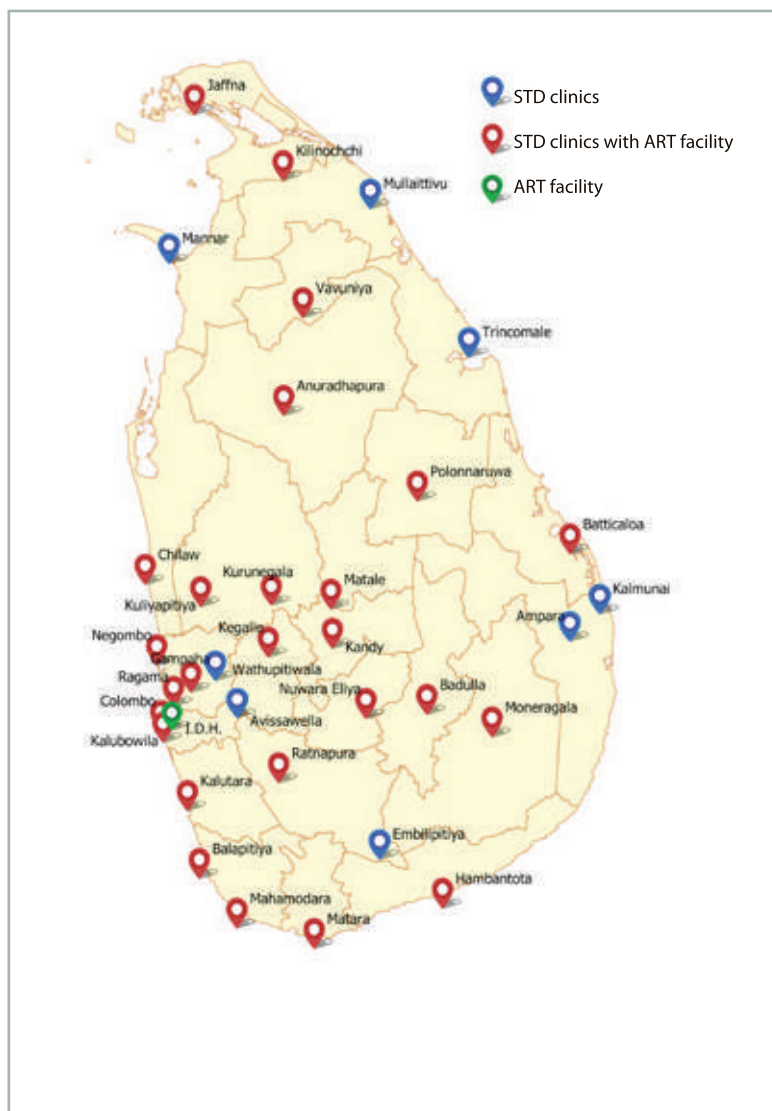 Jaffna
STD clinics
STD clinics with ART facility
Kilinochchi
Mullaittivu
ART facility
Mannar
Vavuniya
Trincomale
Anuradhapura
Polonnaruwa
Batticaloa
Chilaw
Kurunegala
Matale
Kalmunai
Kuliyapitiya
Ampara
Kegalle
Negombo
Kandy
Gampaha
Wathupitiwala
Ragama
Nuwara Eliya
Badulla
Colombo
Moneragala
Avissawella
I.D.H.
Kalubowila
Ratnapura
Kalutara
Embilipitiya
Balapitiya
Hambantota
Mahamodara
Matara